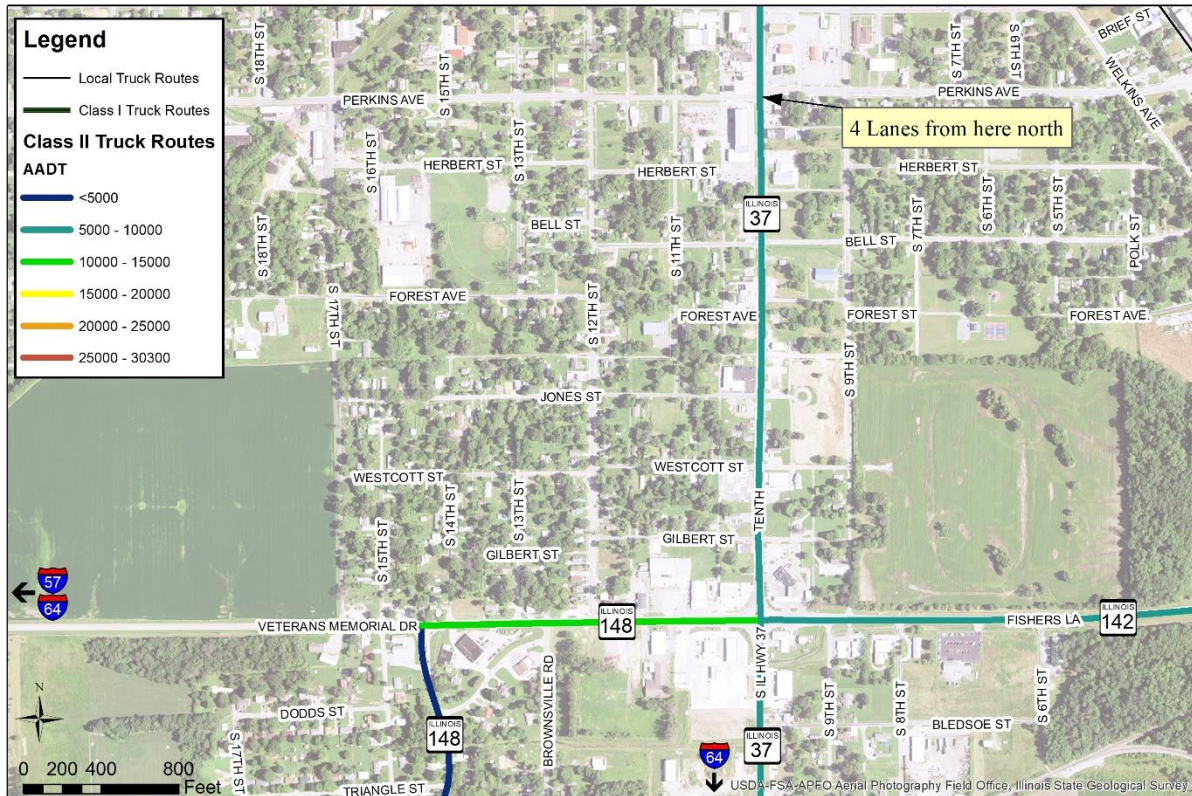 Legend
Local Truck Routes
Class I Truck Routes
Class II Truck Routes
AADT
<5000
5000 - 10000
10000 - 15000
15000 - 20000
20000 - 25000
25000 - 30300
S 18TH ST
S 15TH ST
S 7TH ST
S 6TH ST
BRIEF ST
WELKINS AVE
PERKINS AVE
PERKINS AVE
4 Lanes from here north
S 16TH ST
HERBERT ST
S 13TH ST
HERBERT ST
HERBERT ST
S 18TH ST
BELL ST
S 11TH ST
ILLINOIS
37
BELL ST
S 7TH ST
S 6TH ST
S 5TH ST
POLK ST
S 17TH ST
FOREST AVE
S 12TH ST
FOREST AVE
FOREST ST
FOREST AVE.
JONES ST
S 9TH ST
WESTCOTT ST
WESTCOTT ST
S 15TH ST
S 14TH ST
S 13TH ST
GILBERT ST
GILBERT ST
TENTH
57
64
VETERANS MEMORIAL DR
ILLINOIS
148
FISHERS LA
ILLINOIS
142
S IL HWY 37
N
DODDS ST
S 17TH ST
ILLINOIS
148
BROWNSVILLE RD
S 9TH ST
S 8TH ST
BLEDSOE ST
S 6TH ST
64
ILLINOIS
37
0 200 400 800
Feet
TRIANGLE ST
USDA-FSA-APFO Aerial Photography Field Office, Illinois State Geological Survey